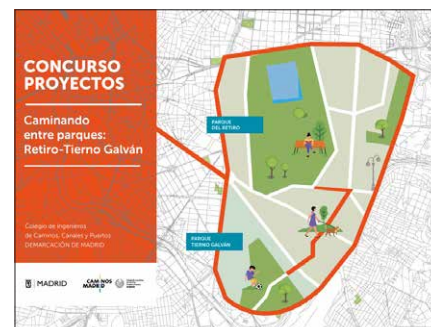 CONCURSO
PROYECTOS
Caminando
entre parques:
Retiro-Tierno Galván
Colegio de Ingenieros
de Caminos, Canales y Puertos
DEMARCACIÓN DE MADRID
MADRID
CAMINOS
MADRID
PARQUE
DEL RETIRO
PARQUE
TIERNO GALVÁN